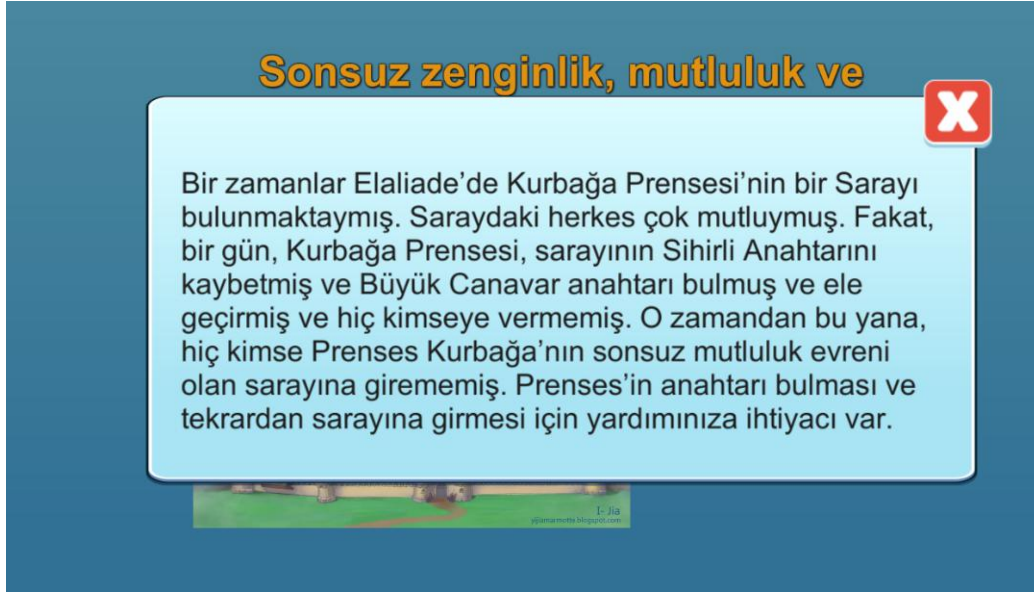 Sonsuz zenginlik, mutluluk ve
X
Bir zamanlar Elaliade’de Kurbağa Prensesi’nin bir Sarayı
bulunmaktaymış. Saraydaki herkes çok mutluymuş. Fakat,
bir gün, Kurbağa Prensesi, sarayının Sihirli Anahtarını
kaybetmiş ve Büyük Canavar anahtarı bulmuş ve ele
geçirmiş ve hiç kimseye vermemiş. O zamandan bu yana,
hiç kimse Prenses Kurbağa’nın sonsuz mutluluk evreni
olan sarayına girememiş. Prenses’in anahtarı bulması ve
tekrardan sarayına girmesi için yardımınıza ihtiyacı var.
I- Jia